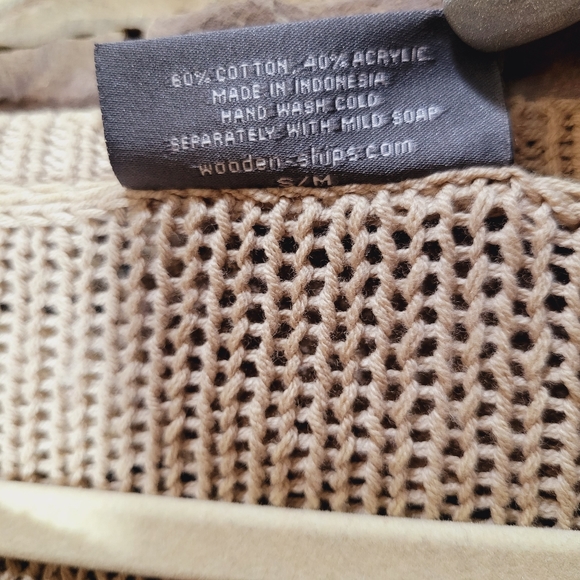 60% COTTON, 40% ACRYLIC
MADE IN INDONESIA
HAND WASH COLD
SEPARATELY WITH MILD SOAP
wooden-ships.com
S/M